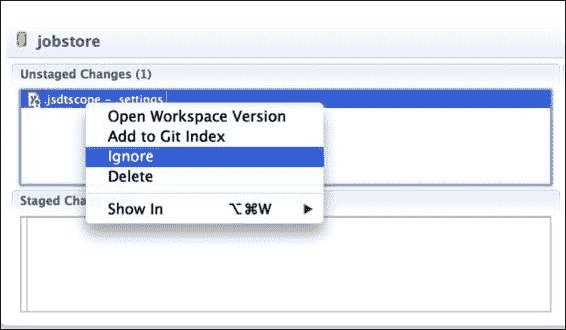 jobstore
Unstaged Changes (1)
.jsdtscope - .settings
Open Workspace Version
Add to Git Index
Ignore
Delete
Show In ⌥⌘W ▶
Staged Cha